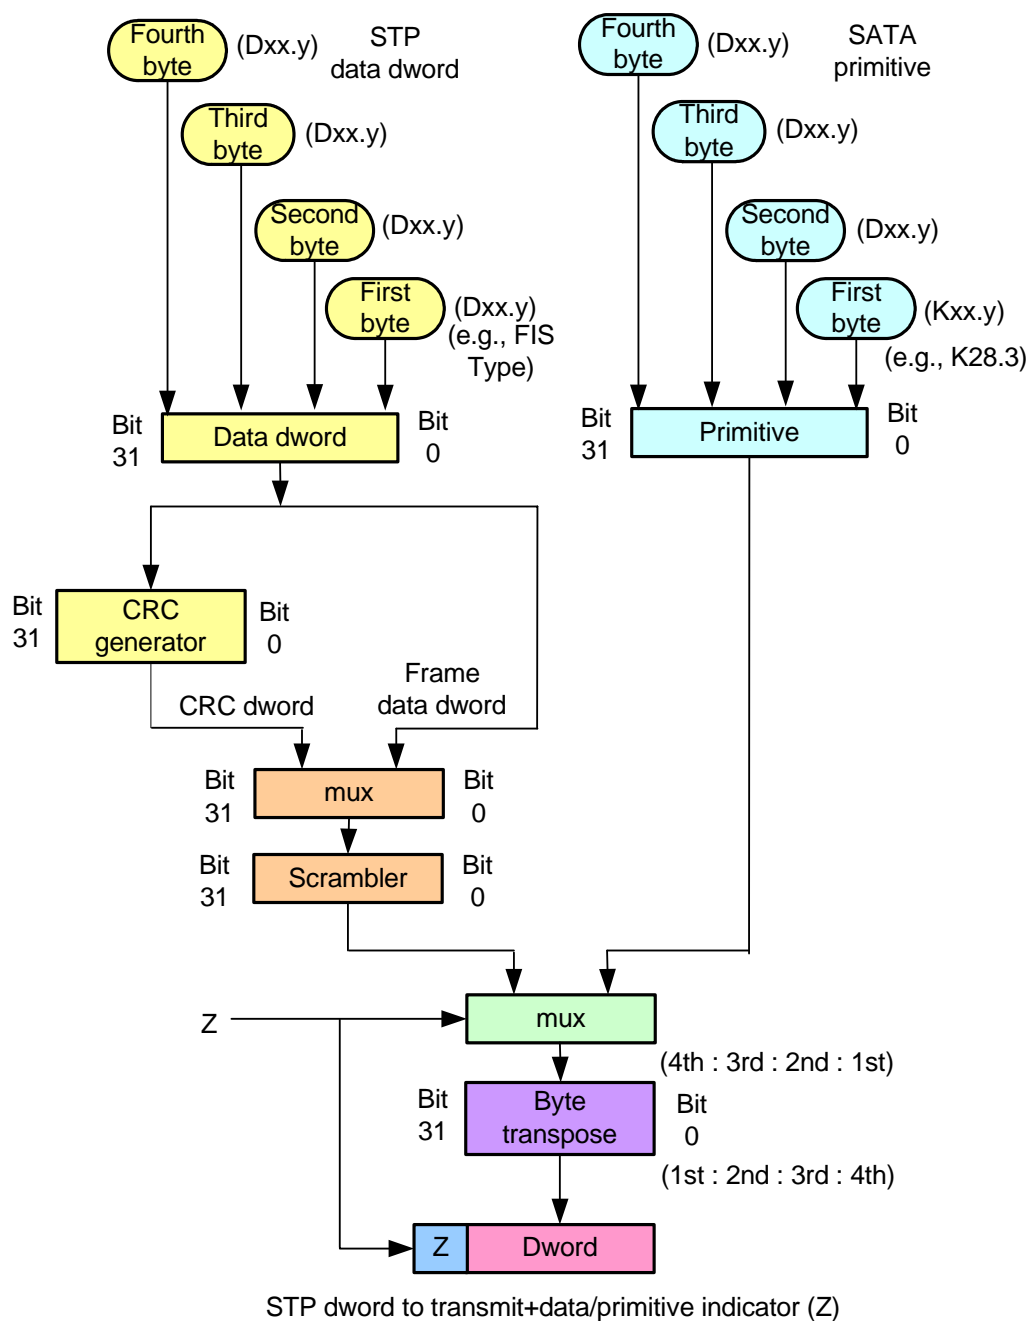 Fourth
byte
(Dxx.y)
STP
data dword
Third
byte
(Dxx.y)
Second
byte
(Dxx.y)
First
byte
(Dxx.y)
(e.g., FIS
Type)
Bit
31
Data dword
Bit
0
Fourth
byte
(Dxx.y)
SATA
primitive
Third
byte
(Dxx.y)
Second
byte
(Dxx.y)
First
byte
(Kxx.y)
(e.g., K28.3)
Bit
31
Primitive
Bit
0
Bit
31
CRC
generator
Bit
0
CRC dword
Frame
data dword
Bit
31
mux
Bit
0
Bit
31
Scrambler
Bit
0
Z
mux
(4th : 3rd : 2nd : 1st)
Bit
31
Byte
transpose
Bit
0
(1st : 2nd : 3rd : 4th)
Z
Dword
STP dword to transmit+data/primitive indicator (Z)